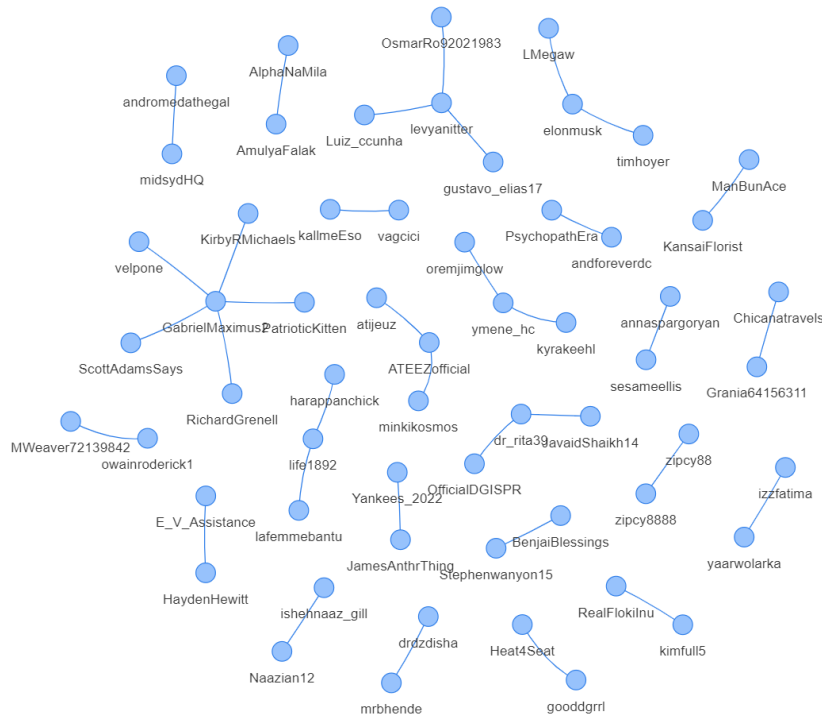 OsmarRo92021983
LMegaw
AlphaNaMila
andromedathegal
Luiz_ccunha
levyanitter
elonmusk
AmulyaFalak
timhoyer
midsydHQ
gustavo_elias17
ManBunAce
KirbyRMichaels
kallmeEso
vagcici
PsychopathEra
KansaiFlorist
velpone
oremjimglow
andforeverdc
GabrielMaximus2
PatrioticKitten
atijeuz
ymene_hc
kyrakeehl
annaspargoryan
Chicanatravels
ScottAdamsSays
ATEEZofficial
sesameellis
Grania64156311
harappanchick
RichardGrenell
minkikosmos
MWeaver72139842
owainroderick1
life1892
dr_rita39
JavaidShaikh14
zipcy88
izzfatima
Yankees_2022
OfficialDGISPR
E_V_Assistance
lafemmebantu
zipcy8888
BenjaiBlessings
yaarwolarka
JamesAnthrThing
Stephenwanyon15
HaydenHewitt
ishehnaaz_gill
RealFlokiInu
drdzdisha
Heat4Seat
kimfull5
Naazian12
mrbhende
gooddgrrl